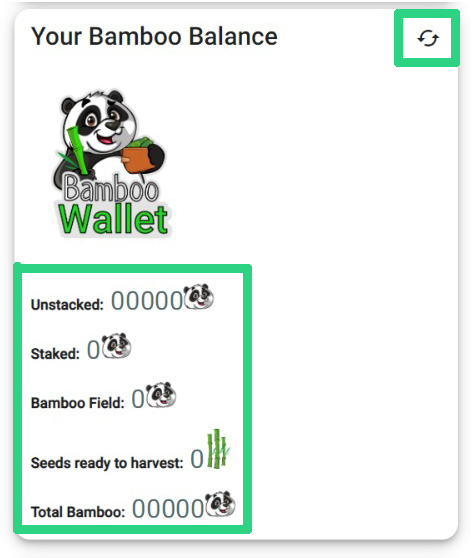 Your Bamboo Balance
Bamboo
Wallet
Unstacked: 00000
Staked: 0
Bamboo Field: 0
Seeds ready to harvest: 0
Total Bamboo: 00000